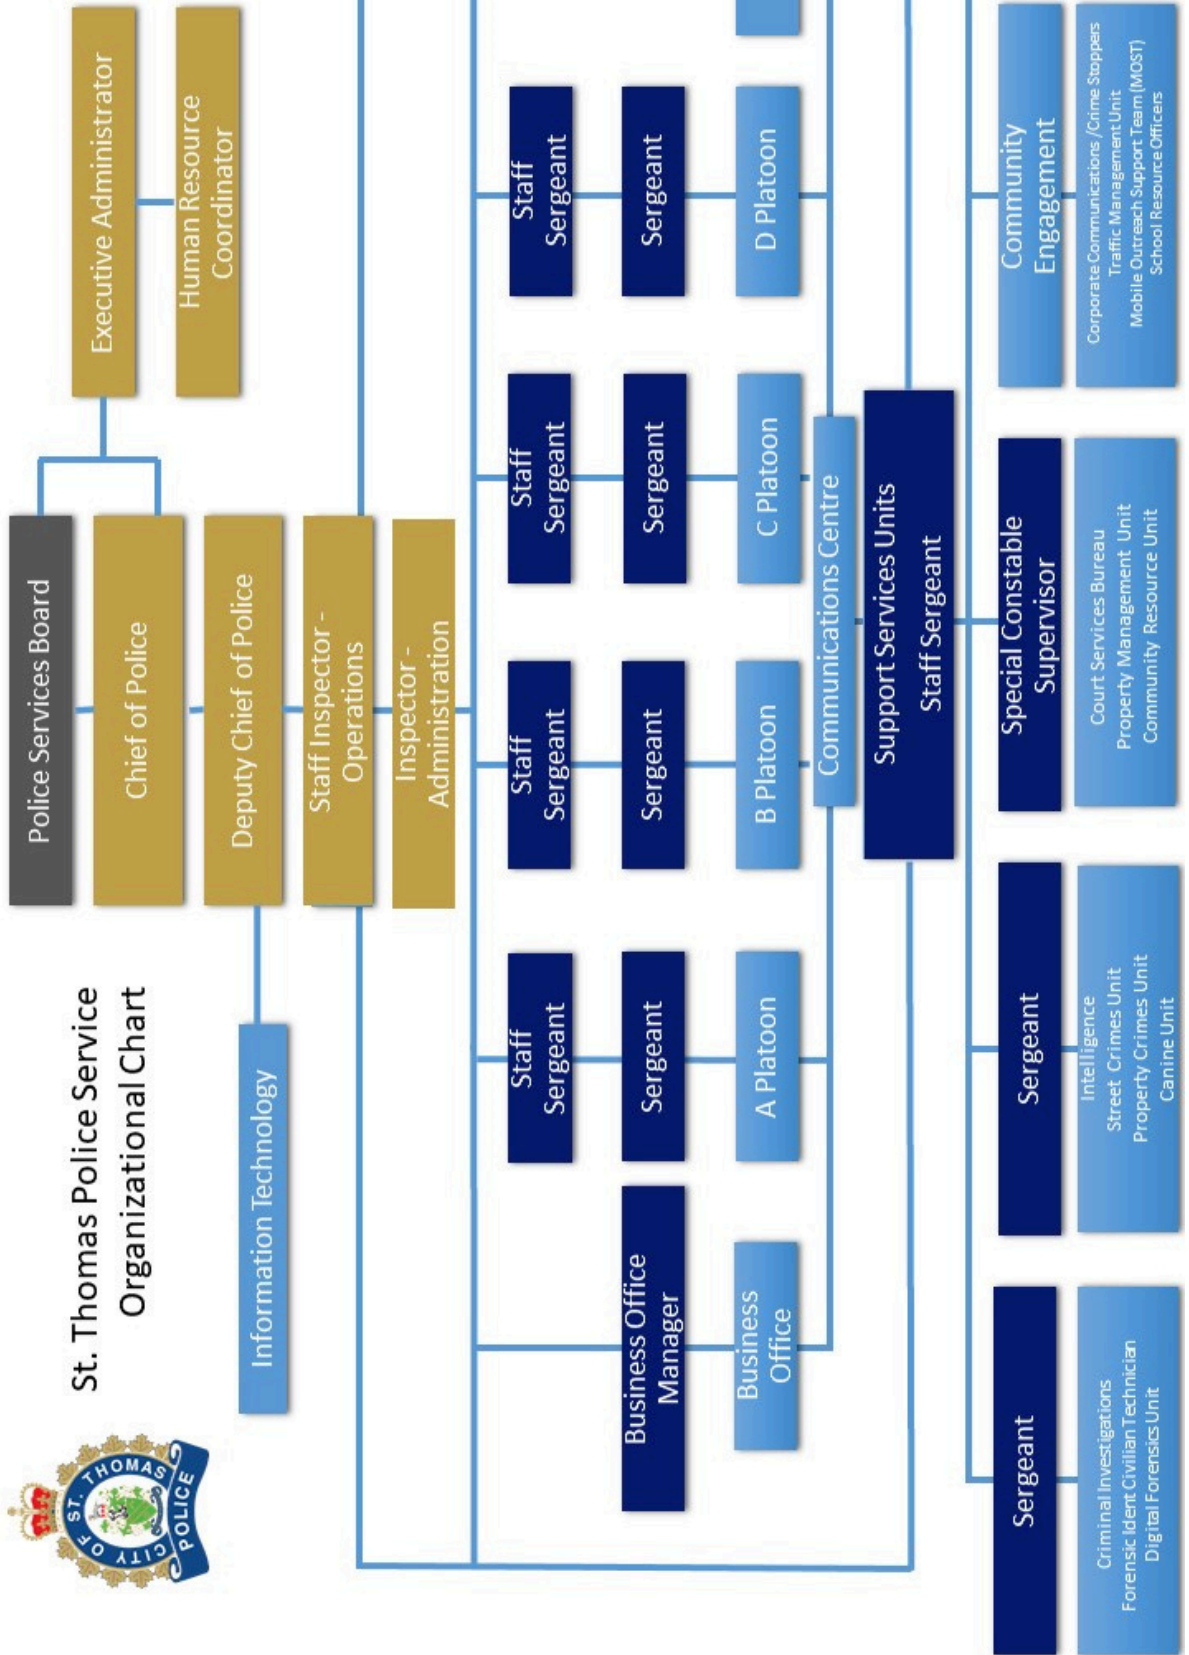 CITY OF ST. THOMAS
POLICE
St. Thomas Police Service
Organizational Chart
Police Services Board
Executive Administrator
Chief of Police
Human Resource
Coordinator
Information Technology
Deputy Chief of Police
Staff Inspector -
Operations
Inspector -
Administration
Staff
Sergeant
Staff
Sergeant
Staff
Sergeant
Staff
Sergeant
Business Office
Manager
Sergeant
Sergeant
Sergeant
Sergeant
Business
Office
A Platoon
B Platoon
C Platoon
D Platoon
Communications Centre
Support Services Units
Staff Sergeant
Sergeant
Criminal Investigations
Forensic Ident Civilian Technician
Digital Forensics Unit
Sergeant
Intelligence
Street Crimes Unit
Property Crimes Unit
Canine Unit
Special Constable
Supervisor
Court Services Bureau
Property Management Unit
Community Resource Unit
Community
Engagement
Corporate Communications /Crime Stoppers
Traffic Management Unit
Mobile Outreach Support Team (MOST)
School Resource Officers